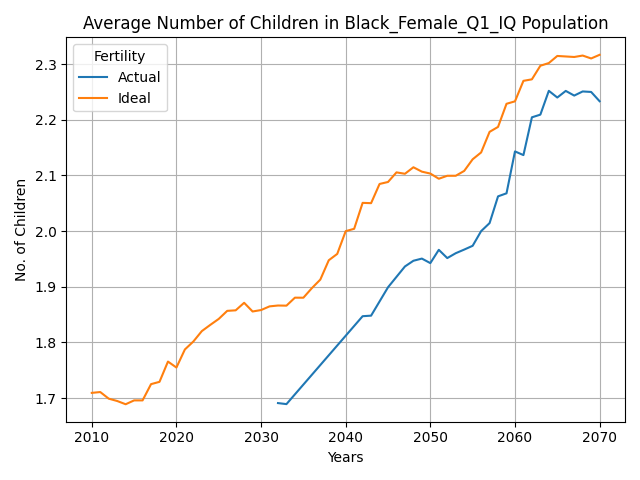 Average Number of Children in Black_Female_Q1_IQ Population
Fertility
Actual
Ideal
No. of Children
2.3
2.2
2.1
2.0
1.9
1.8
1.7
2010 2020 2030 2040 2050 2060 2070
Years